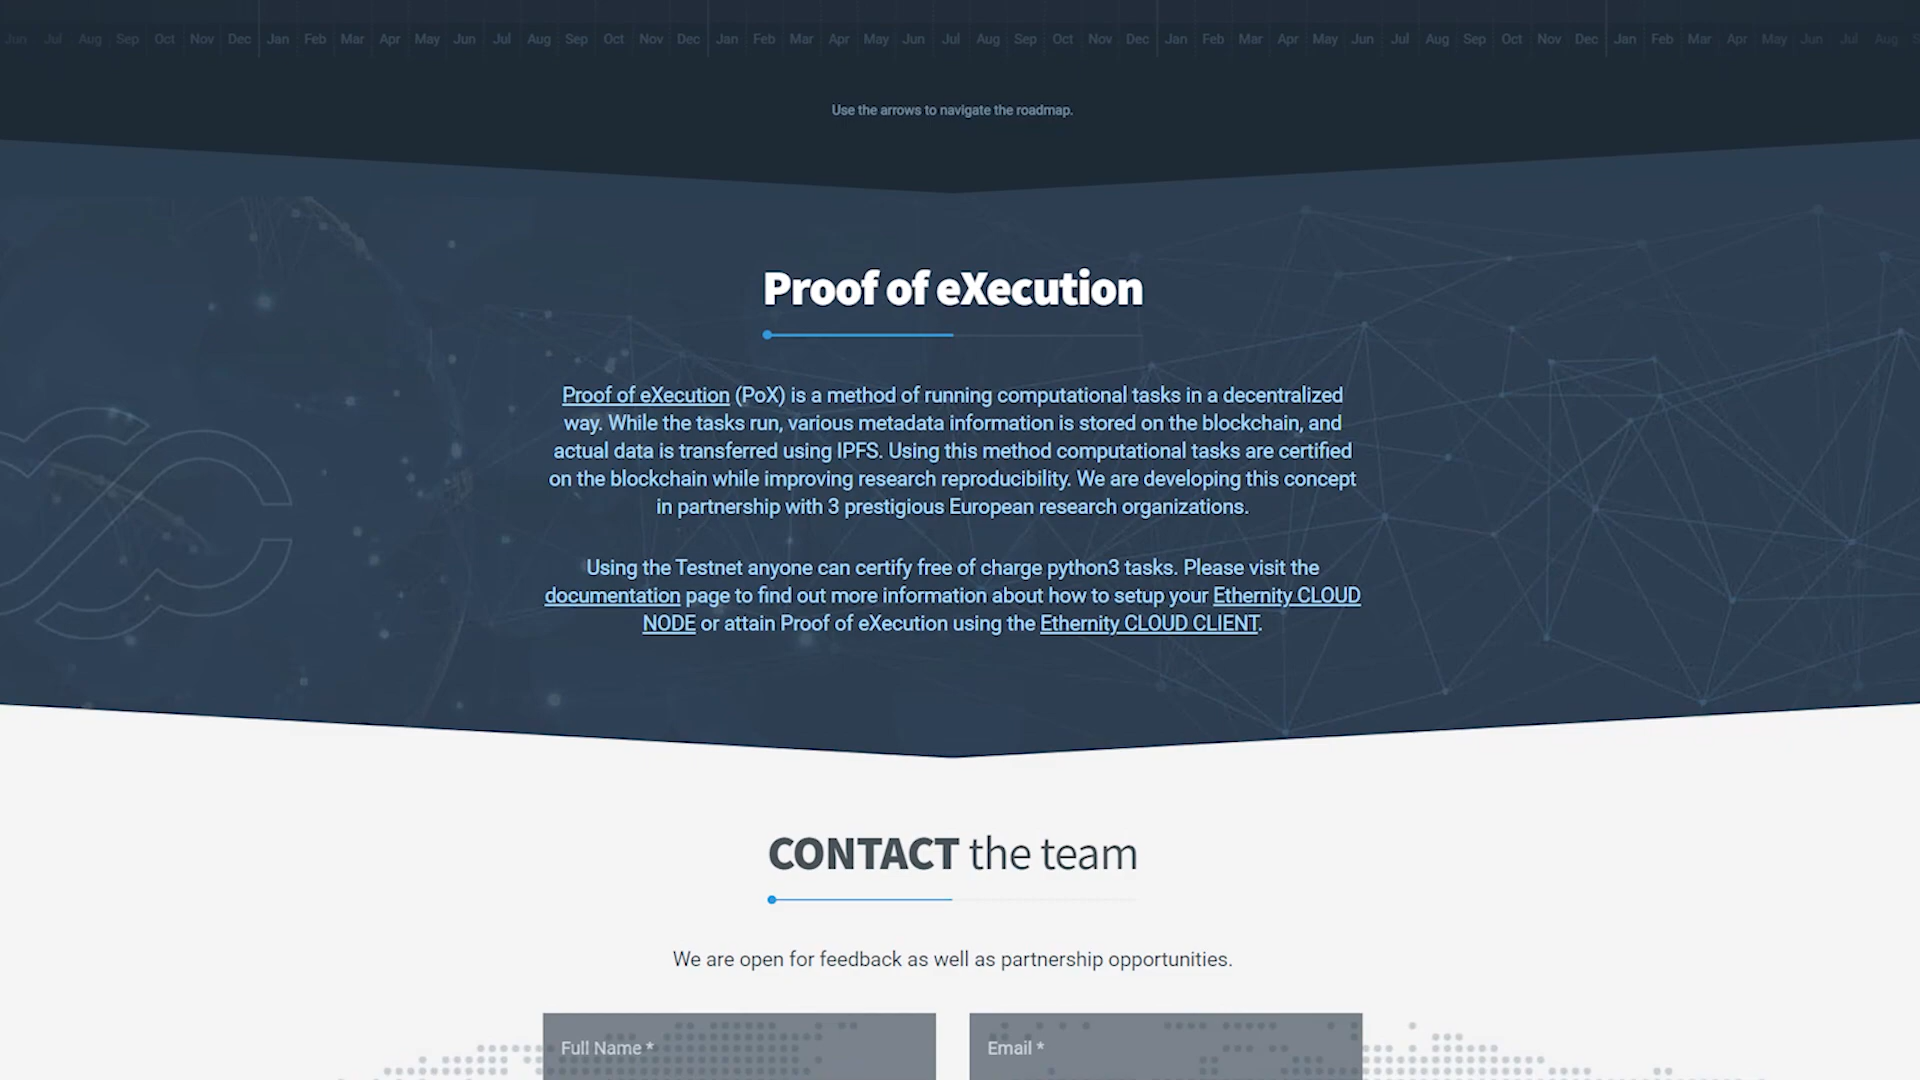 Jun Jul Aug Sep Oct Nov Dec Jan Feb Mar Apr May Jun Jul Aug Sep Oct Nov Dec Jan Feb Mar Apr May Jun Jul Aug Sep Oct Nov Dec Jan Feb Mar Apr May Jun Jul Aug Sep Oct Nov Dec Jan Feb Mar Apr May Jun Jul Aug
Use the arrows to navigate the roadmap.
Proof of eXecution
Proof of eXecution (PoX) is a method of running computational tasks in a decentralized
way. While the tasks run, various metadata information is stored on the blockchain, and
actual data is transferred using IPFS. Using this method computational tasks are certified
on the blockchain while improving research reproducibility. We are developing this concept
in partnership with 3 prestigious European research organizations.
Using the Testnet anyone can certify free of charge python3 tasks. Please visit the
documentation page to find out more information about how to setup your Ethernity CLOUD
NODE or attain Proof of eXecution using the Ethernity CLOUD CLIENT.
CONTACT the team
We are open for feedback as well as partnership opportunities.
Full Name * Email *